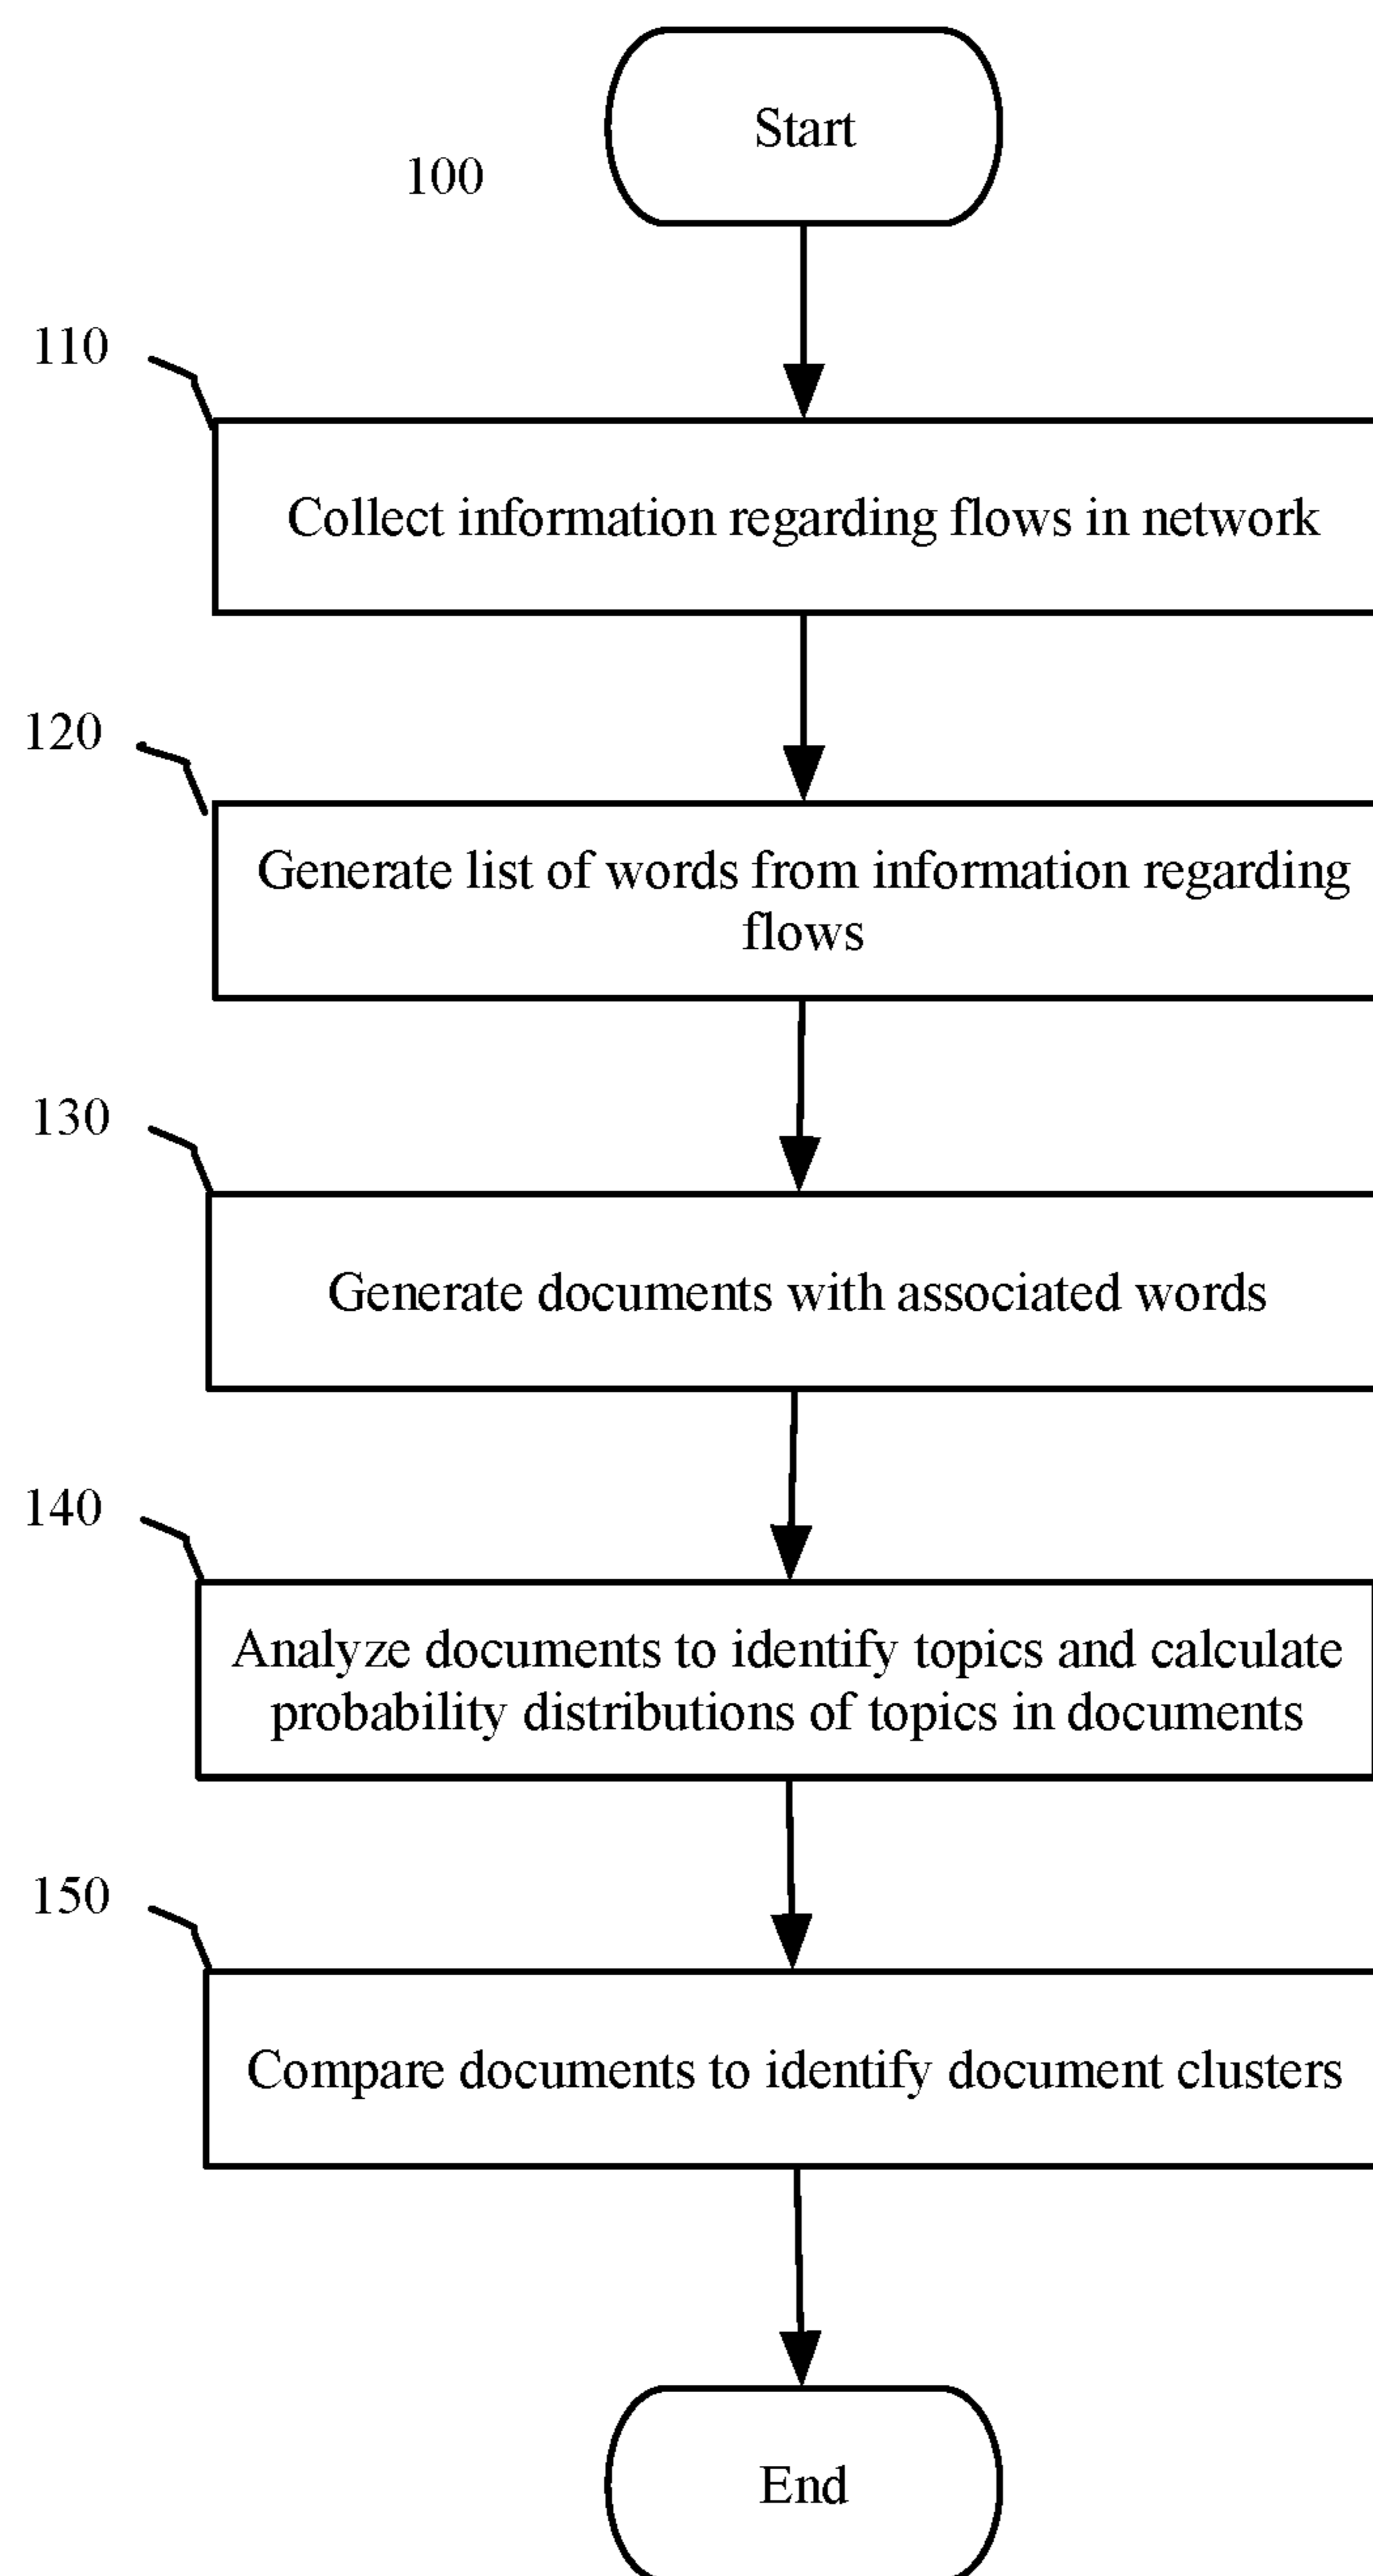 Start
100
110
Collect information regarding flows in network
120
Generate list of words from information regarding
flows
130
Generate documents with associated words
140
Analyze documents to identify topics and calculate
probability distributions of topics in documents
150
Compare documents to identify document clusters
End